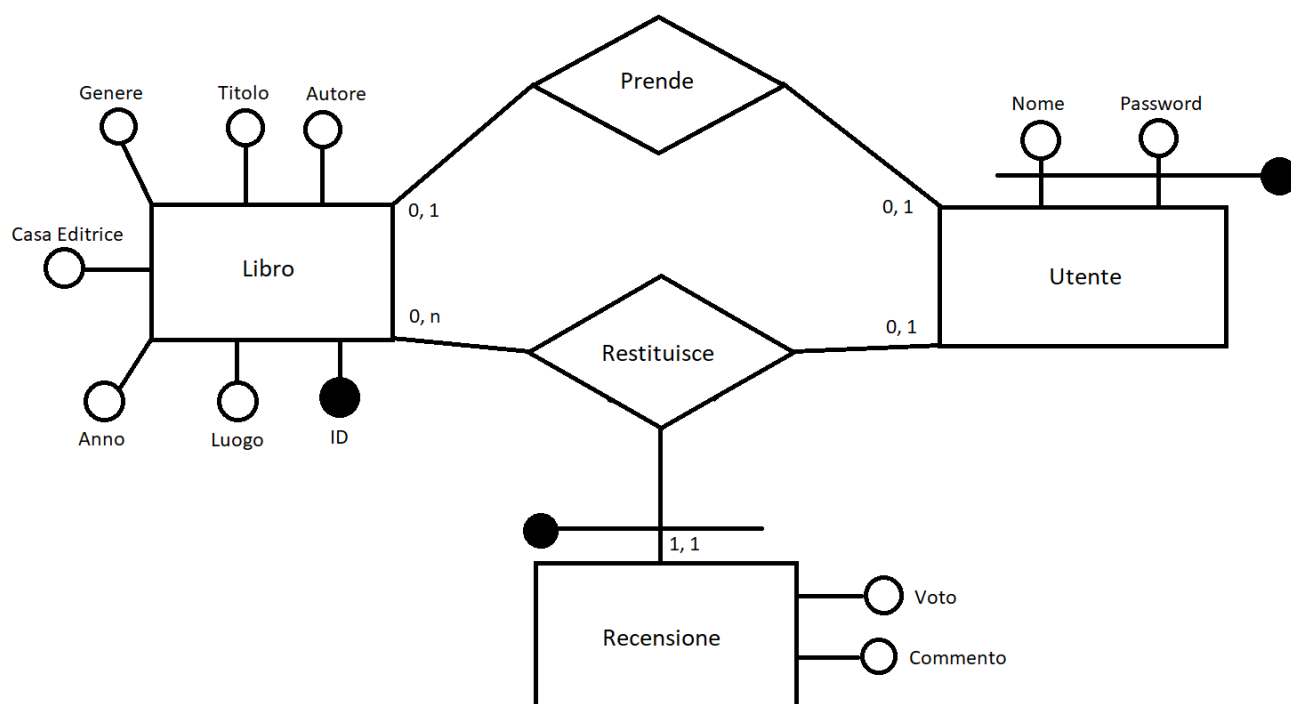 Prende
Genere
Titolo
Autore
Nome
Password
0, 1
0, 1
Casa Editrice
Libro
Utente
0, n
0, 1
Restituisce
Anno
Luogo
ID
1, 1
Voto
Recensione
Commento